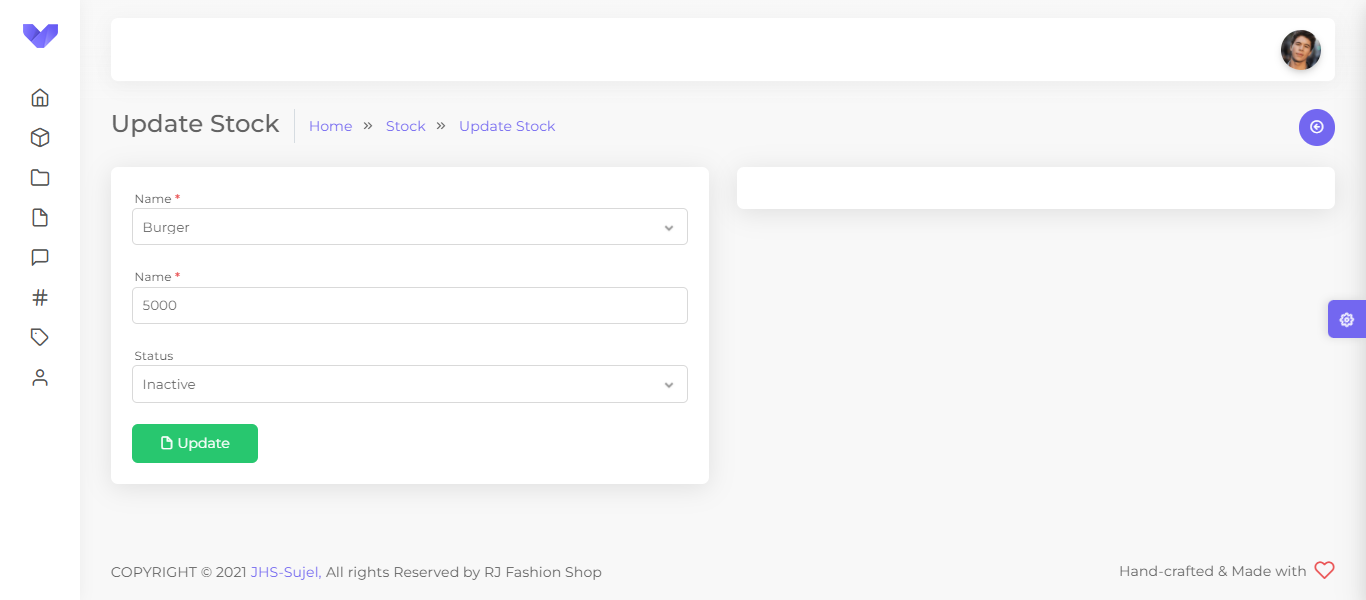 Update Stock
Home » Stock » Update Stock
Name *
Burger
Name *
5000
Status
Inactive
Update
COPYRIGHT © 2021 JHS-Sujel, All rights Reserved by RJ Fashion Shop
Hand-crafted & Made with